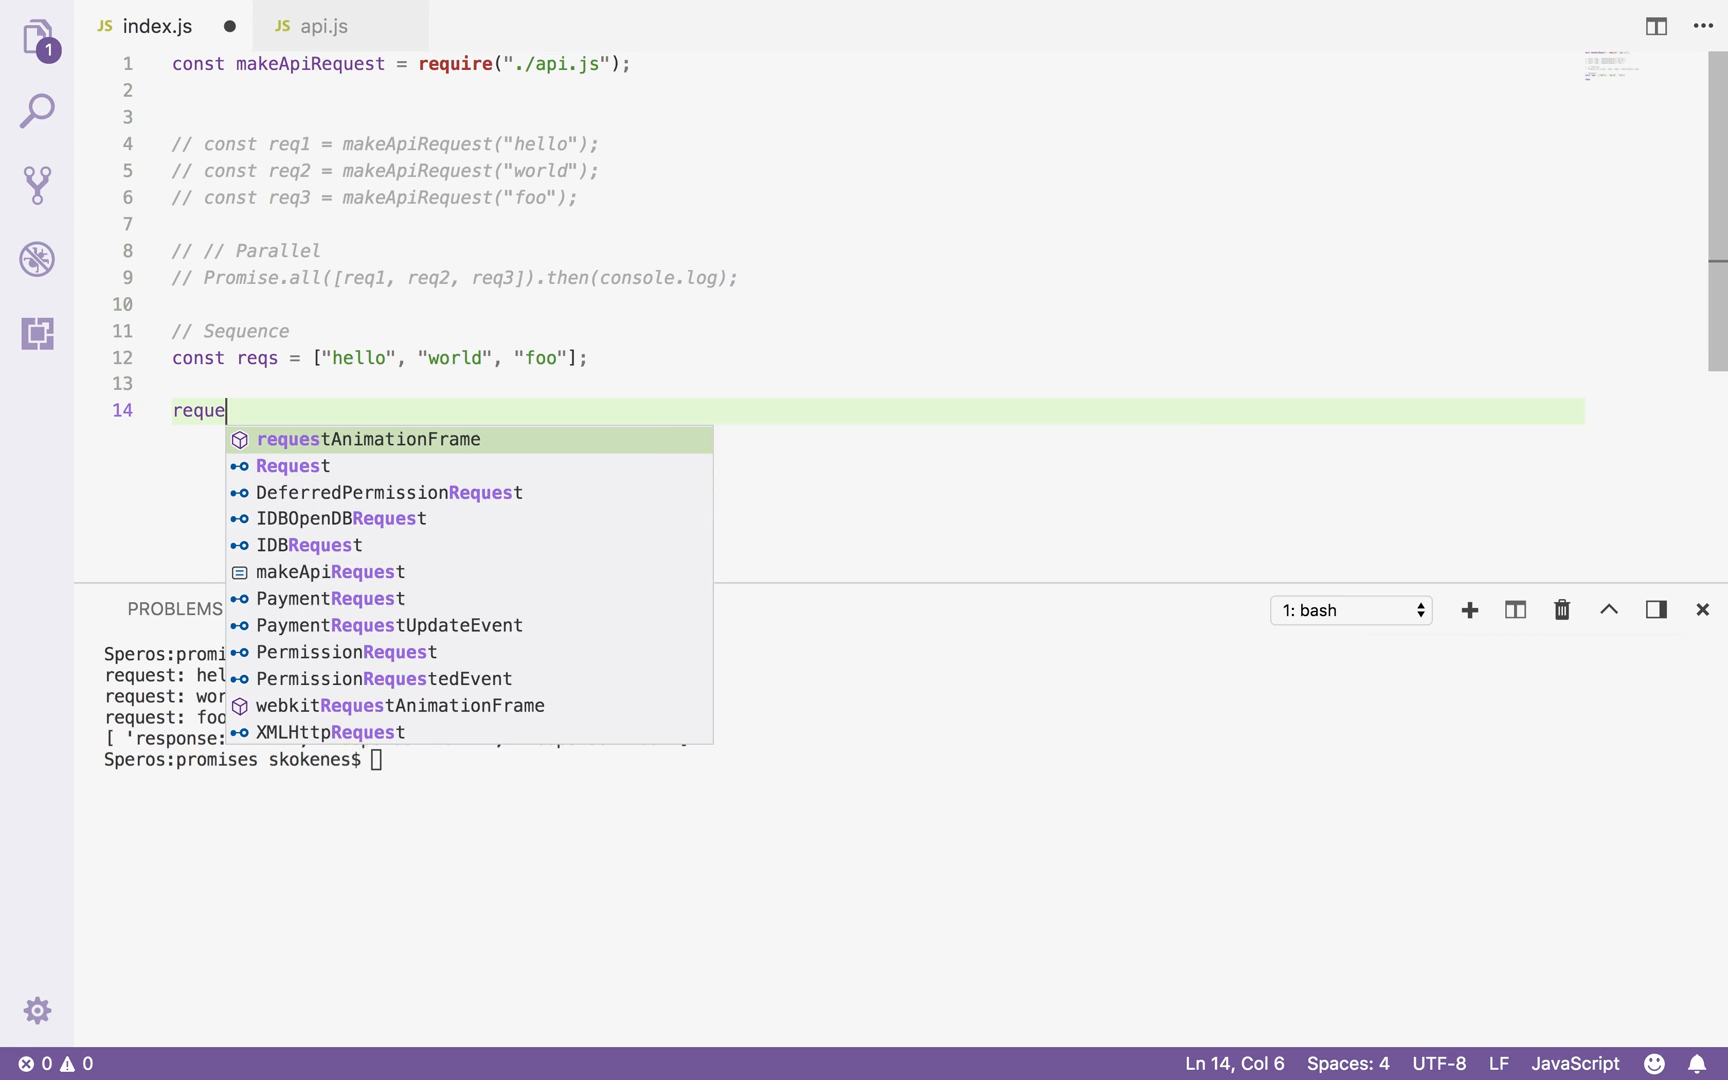 1
JS index.js
JS api.js
1 const makeApiRequest = require("./api.js");
2
3
4 // const req1 = makeApiRequest("hello");
5 // const req2 = makeApiRequest("world");
6 // const req3 = makeApiRequest("foo");
7
8 // // Parallel
9 // Promise.all([req1, req2, req3]).then(console.log);
10
11 // Sequence
12 const reqs = ["hello", "world", "foo"];
13
14 reque
requestAnimationFrame
Request
DeferredPermissionRequest
IDBOpenDBRequest
IDBRequest
makeApiRequest
PaymentRequest
PaymentRequestUpdateEvent
PermissionRequest
PermissionRequestedEvent
webkitRequestAnimationFrame
XMLHttpRequest
PROBLEMS
1: bash
Speros:promi
request: hel
request: wor
request: foo
[ 'response:
Speros:promises skokenes$
0 0
Ln 14, Col 6 Spaces: 4 UTF-8 LF JavaScript